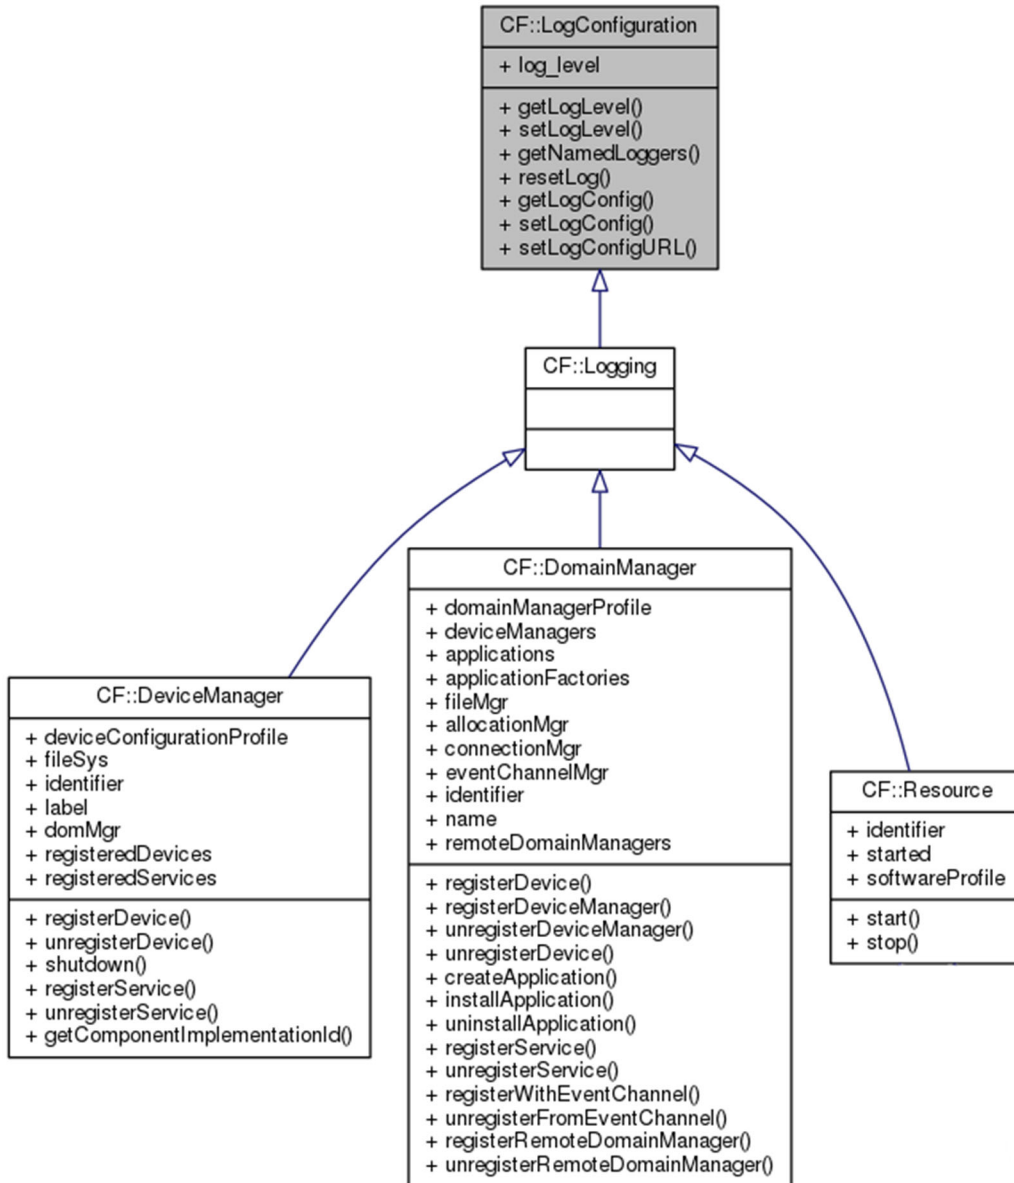 CF::LogConfiguration
+ log_level
+ getLogLevel()
+ setLogLevel()
+ getNamedLoggers()
+ resetLog()
+ getLogConfig()
+ setLogConfig()
+ setLogConfigURL()
CF::Logging
CF::DeviceManager
+ deviceConfigurationProfile
+ fileSys
+ identifier
+ label
+ domMgr
+ registeredDevices
+ registeredServices
+ registerDevice()
+ unregisterDevice()
+ shutdown()
+ registerService()
+ unregisterService()
+ getComponentImplementationId()
CF::DomainManager
+ domainManagerProfile
+ deviceManagers
+ applications
+ applicationFactories
+ fileMgr
+ allocationMgr
+ connectionMgr
+ eventChannelMgr
+ identifier
+ name
+ remoteDomainManagers
+ registerDevice()
+ registerDeviceManager()
+ unregisterDeviceManager()
+ unregisterDevice()
+ createApplication()
+ installApplication()
+ uninstallApplication()
+ registerService()
+ unregisterService()
+ registerWithEventChannel()
+ unregisterFromEventChannel()
+ registerRemoteDomainManager()
+ unregisterRemoteDomainManager()
CF::Resource
+ identifier
+ started
+ softwareProfile
+ start()
+ stop()